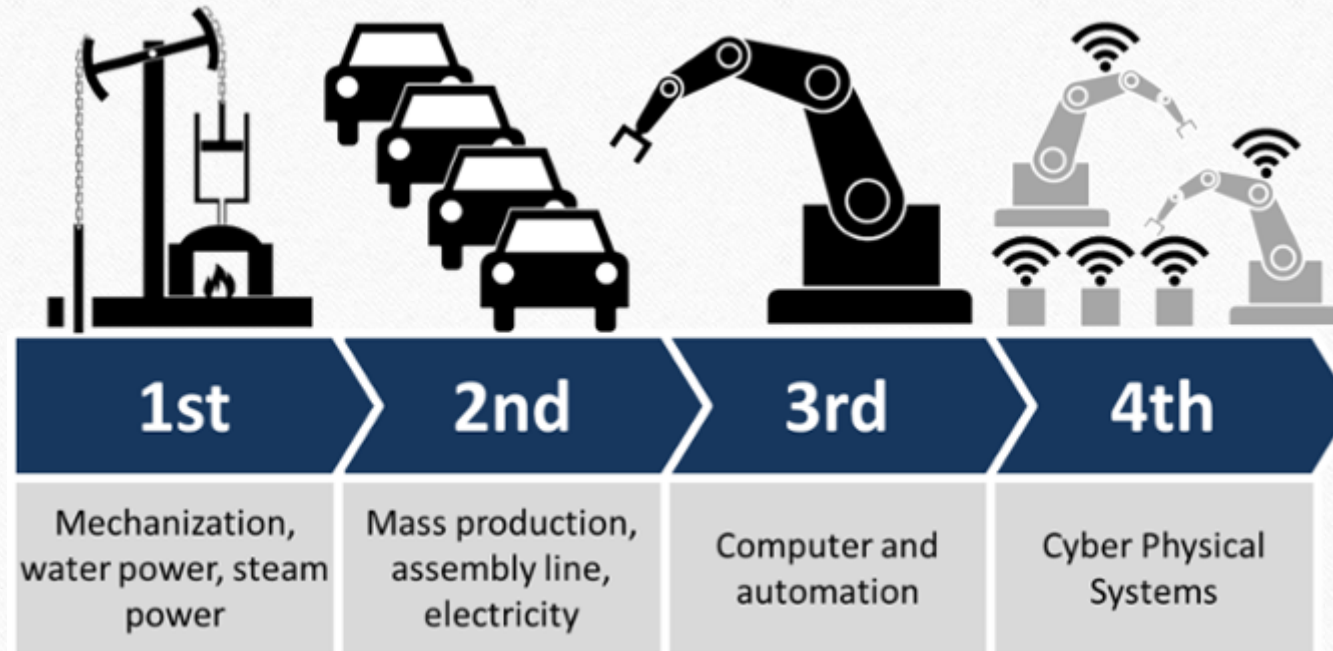 1st
2nd
3rd
4th
Mechanization,
water power, steam
power
Mass production,
assembly line,
electricity
Computer and
automation
Cyber Physical
Systems